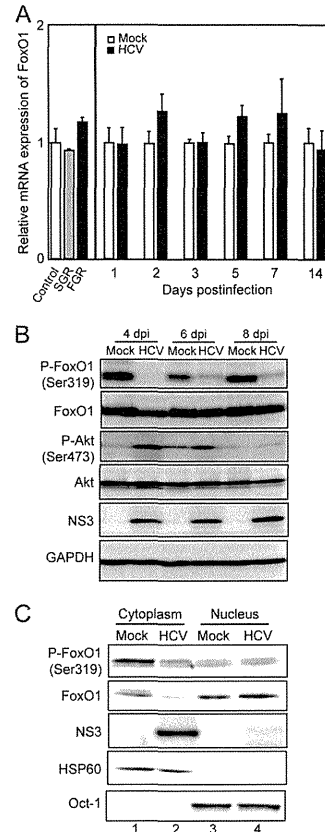 A
Relative mRNA expression of FoxO1
2
1
0
Mock
HCV
Control
SGR
FGR
1 2 3 5 7 14
Days postinfection
B
4 dpi 6 dpi 8 dpi
Mock HCV Mock HCV Mock HCV
P-FoxO1
(Ser319)
FoxO1
P-Akt
(Ser473)
Akt
NS3
GAPDH
C
Cytoplasm Nucleus
Mock HCV Mock HCV
P-FoxO1
(Ser319)
FoxO1
NS3
HSP60
Oct-1
1 2 3 4